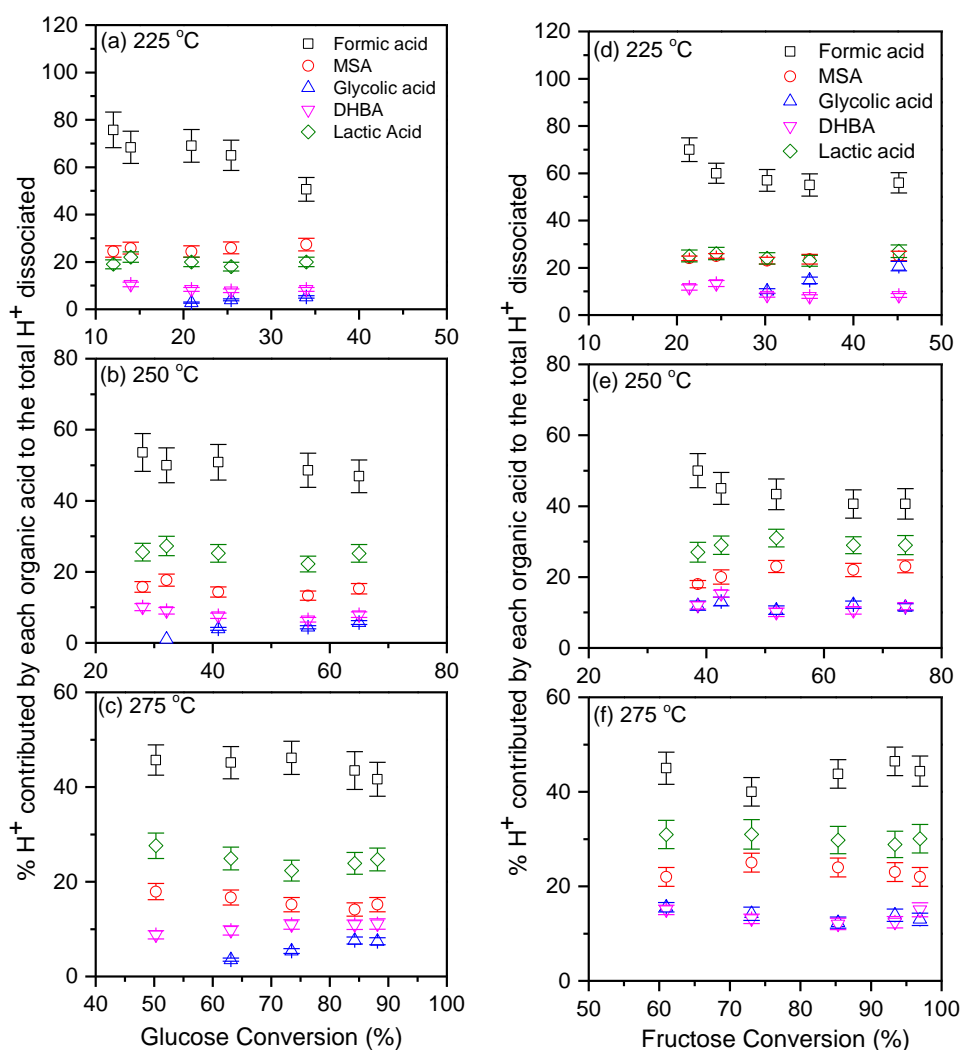 % H+ contributed by each organic acid to the total H+ dissociated
(a) 225 °C
Formic acid
MSA
Glycolic acid
DHBA
Lactic Acid
120
100
80
60
40
20
0
10 20 30 40 50
(b) 250 °C
80
60
40
20
0
20 40 60 80
(c) 275 °C
60
40
20
0
40 50 60 70 80 90 100
Glucose Conversion (%)
% H+ contributed by each organic acid to the total H+ dissociated
(d) 225 °C
Formic acid
MSA
Glycolic acid
DHBA
Lactic acid
120
100
80
60
40
20
0
10 20 30 40 50
(e) 250 °C
80
60
40
20
0
20 40 60 80
(f) 275 °C
60
40
20
0
50 60 70 80 90 100
Fructose Conversion (%)